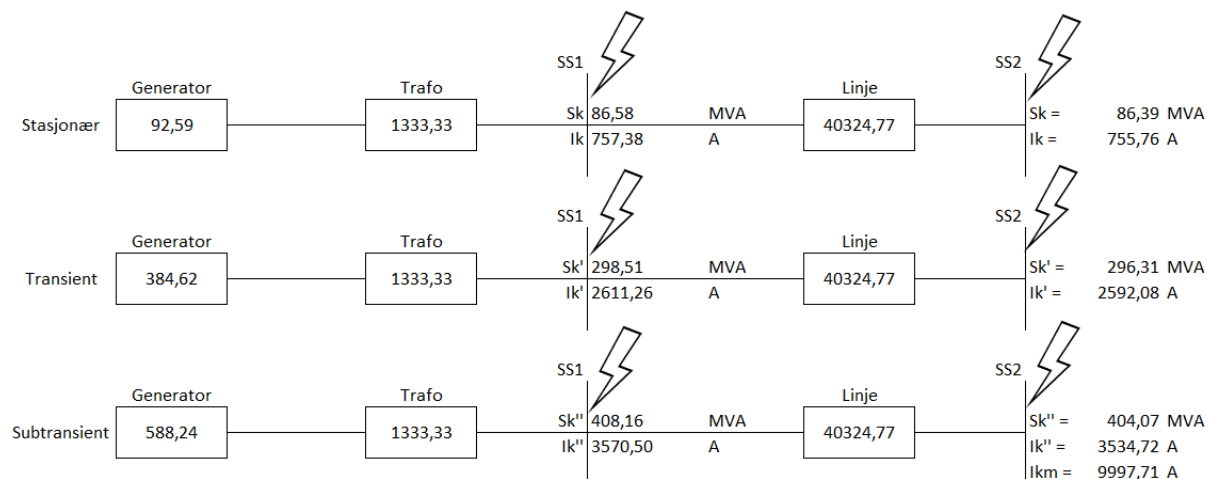 SS1 SS2
Generator Trafo Linje
Stasjonær 92,59 1333,33 Sk 86,58 MVA 40324,77 Sk = 86,39 MVA
Ik 757,38 A Ik = 755,76 A
SS1 SS2
Generator Trafo Linje
Transient 384,62 1333,33 Sk' 298,51 MVA 40324,77 Sk' = 296,31 MVA
Ik' 2611,26 A Ik' = 2592,08 A
SS1 SS2
Generator Trafo Linje
Subtransient 588,24 1333,33 Sk'' 408,16 MVA 40324,77 Sk'' = 404,07 MVA
Ik'' 3570,50 A Ik'' = 3534,72 A
Ikm = 9997,71 A